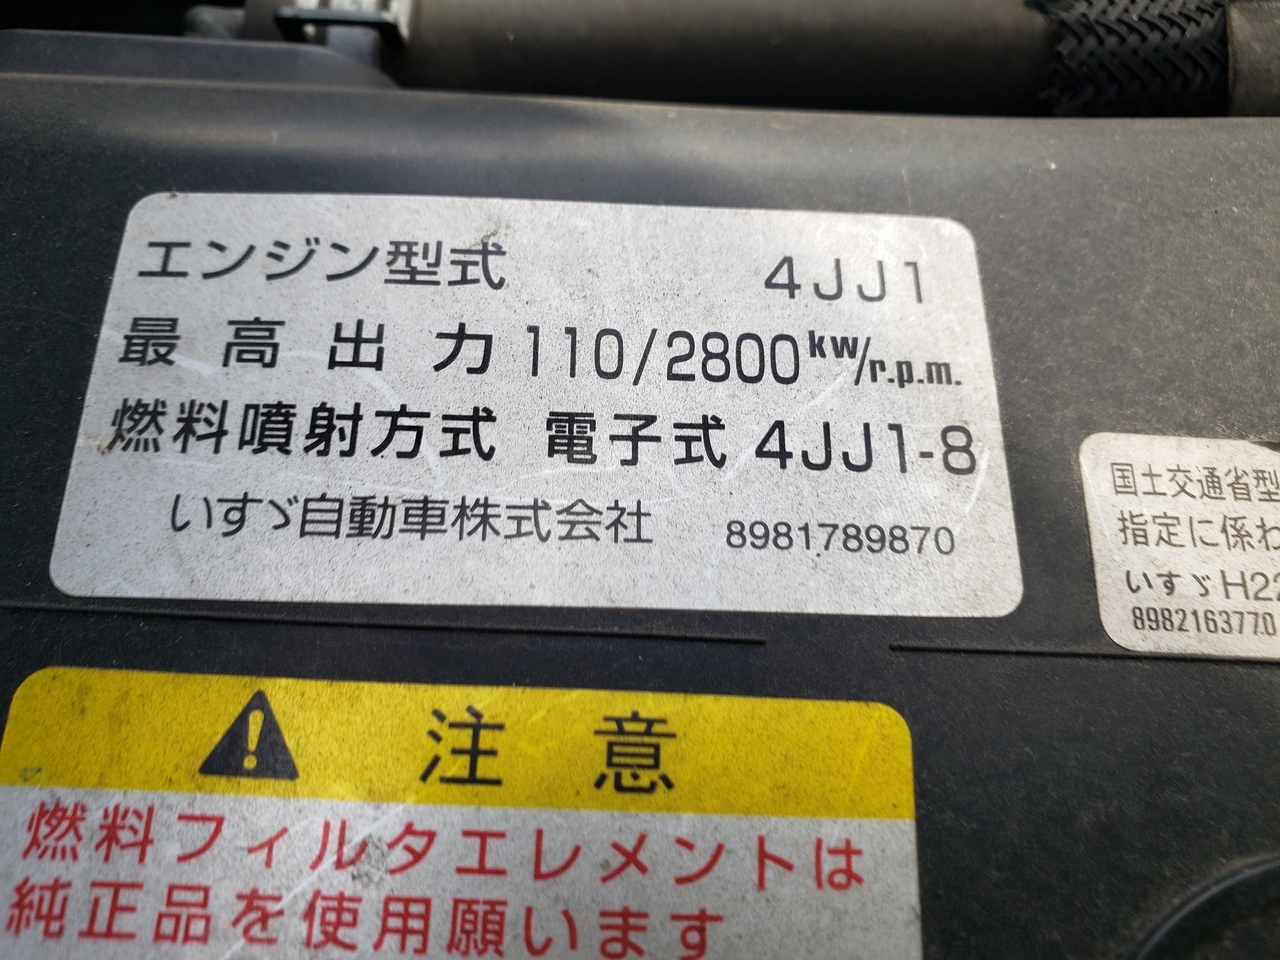 エンジン型式 4JJ1
最高出力 110/2800kw/r.p.m.
燃料噴射方式 電子式 4JJ1-8
いすゞ自動車株式会社 8981789870
国土交通省型
指定に係わ
いすゞH22
8982163770
注意
燃料フィルタエレメントは
純正品を使用願います